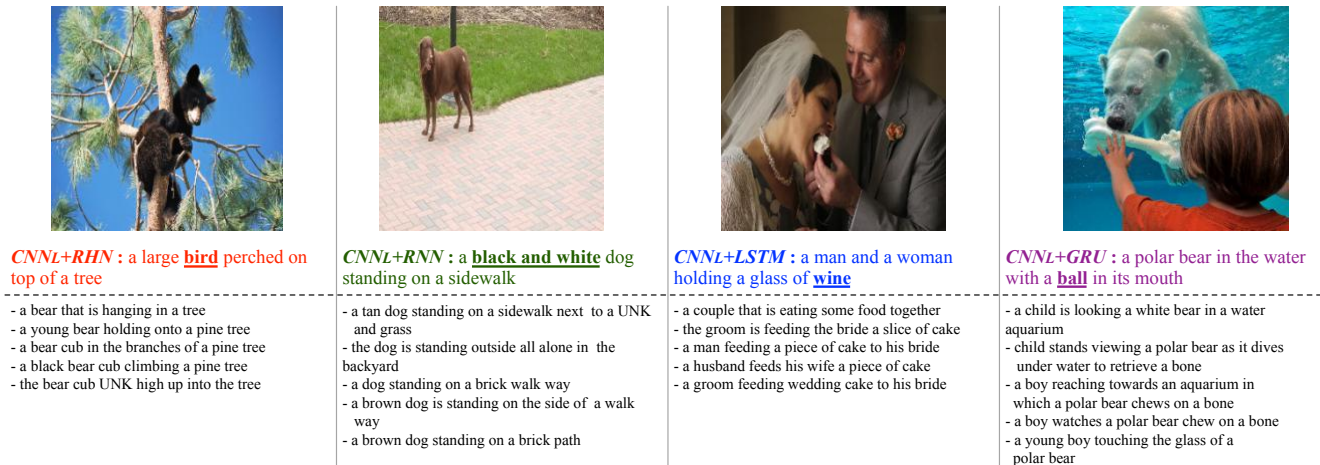 CNNL+RHN : a large bird perched on
top of a tree
- a bear that is hanging in a tree
- a young bear holding onto a pine tree
- a bear cub in the branches of a pine tree
- a black bear cub climbing a pine tree
- the bear cub UNK high up into the tree
CNNL+RNN : a black and white dog
standing on a sidewalk
- a tan dog standing on a sidewalk next to a UNK
and grass
- the dog is standing outside all alone in the
backyard
- a dog standing on a brick walk way
- a brown dog is standing on the side of a walk
way
- a brown dog standing on a brick path
CNNL+LSTM : a man and a woman
holding a glass of wine
- a couple that is eating some food together
- the groom is feeding the bride a slice of cake
- a man feeding a piece of cake to his bride
- a husband feeds his wife a piece of cake
- a groom feeding wedding cake to his bride
CNNL+GRU : a polar bear in the water
with a ball in its mouth
- a child is looking a white bear in a water
aquarium
- child stands viewing a polar bear as it dives
under water to retrieve a bone
- a boy reaching towards an aquarium in
which a polar bear chews on a bone
- a boy watches a polar bear chew on a bone
- a young boy touching the glass of a
polar bear